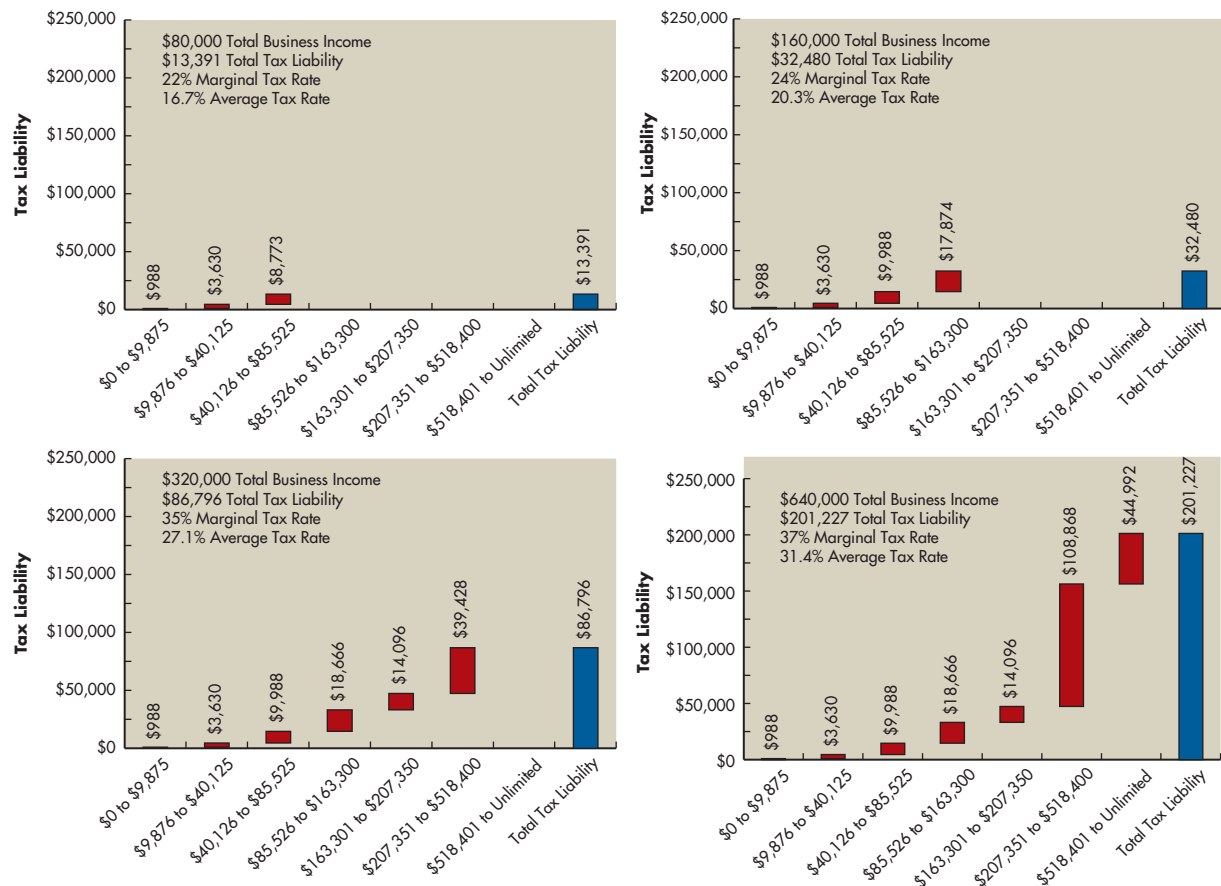 $250,000
$200,000
$150,000
$100,000
$50,000
$0
Tax Liability
$80,000 Total Business Income
$13,391 Total Tax Liability
22% Marginal Tax Rate
16.7% Average Tax Rate
$988
$3,630
$8,773
$13,391
$0 to $9,875
$9,876 to $40,125
$40,126 to $85,525
$85,526 to $163,300
$163,301 to $207,350
$207,351 to $518,400
$518,401 to Unlimited
Total Tax Liability
$250,000
$200,000
$150,000
$100,000
$50,000
$0
Tax Liability
$160,000 Total Business Income
$32,480 Total Tax Liability
24% Marginal Tax Rate
20.3% Average Tax Rate
$988
$3,630
$9,988
$17,874
$32,480
$0 to $9,875
$9,876 to $40,125
$40,126 to $85,525
$85,526 to $163,300
$163,301 to $207,350
$207,351 to $518,400
$518,401 to Unlimited
Total Tax Liability
$250,000
$200,000
$150,000
$100,000
$50,000
$0
Tax Liability
$320,000 Total Business Income
$86,796 Total Tax Liability
35% Marginal Tax Rate
27.1% Average Tax Rate
$988
$3,630
$9,988
$18,666
$14,096
$39,428
$86,796
$0 to $9,875
$9,876 to $40,125
$40,126 to $85,525
$85,526 to $163,300
$163,301 to $207,350
$207,351 to $518,400
$518,401 to Unlimited
Total Tax Liability
$250,000
$200,000
$150,000
$100,000
$50,000
$0
Tax Liability
$640,000 Total Business Income
$201,227 Total Tax Liability
37% Marginal Tax Rate
31.4% Average Tax Rate
$988
$3,630
$9,988
$18,666
$14,096
$108,868
$44,992
$201,227
$0 to $9,875
$9,876 to $40,125
$40,126 to $85,525
$85,526 to $163,300
$163,301 to $207,350
$207,351 to $518,400
$518,401 to Unlimited
Total Tax Liability